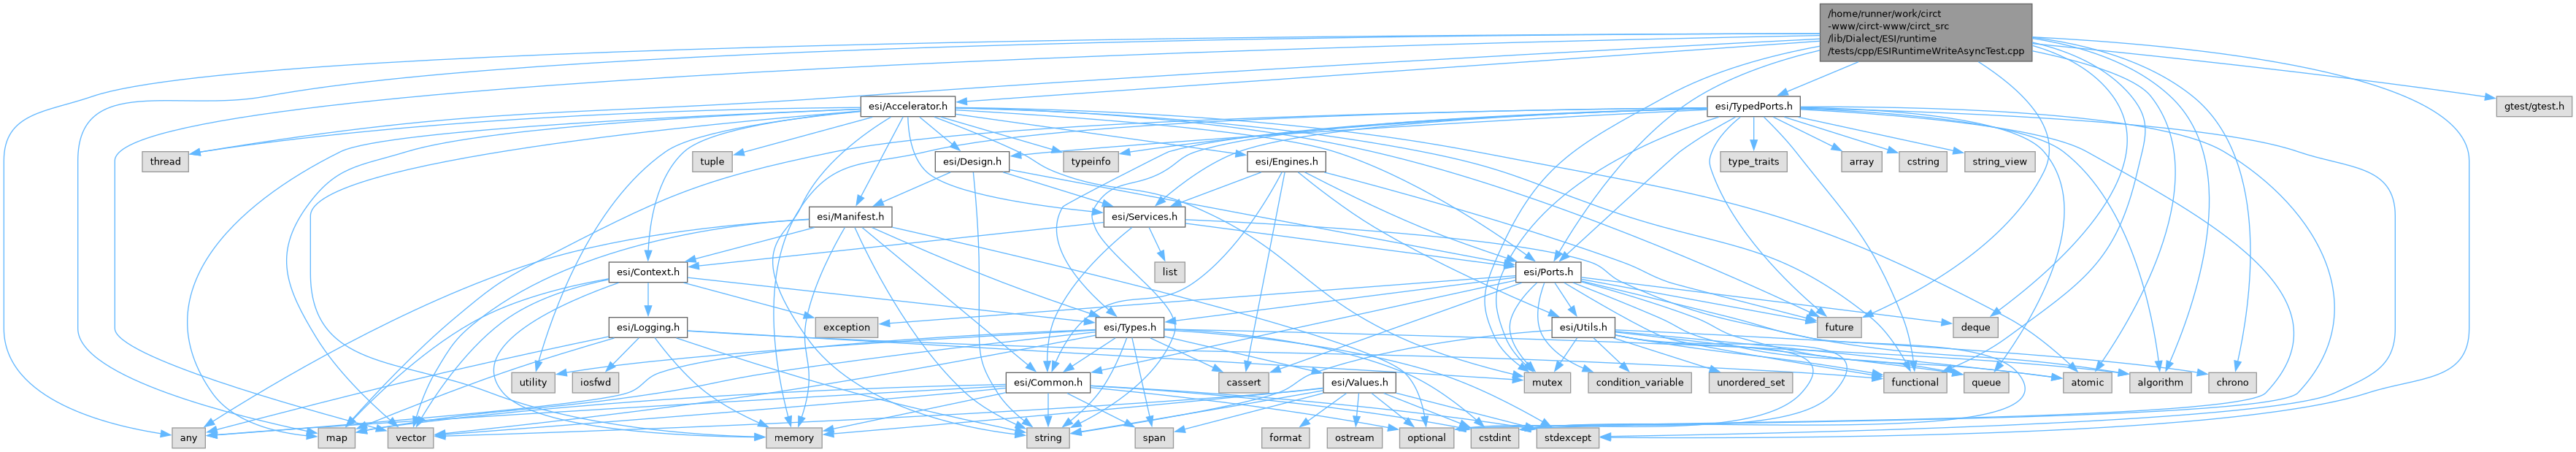 /home/runner/work/circt
-www/circt-www/circt_src
/lib/Dialect/ESI/runtime
/tests/cpp/ESIRuntimeWriteAsyncTest.cpp
esi/Accelerator.h
esi/TypedPorts.h
gtest/gtest.h
thread
tuple
esi/Design.h
typeinfo
esi/Engines.h
type_traits
array
cstring
string_view
esi/Manifest.h
esi/Services.h
esi/Context.h
list
esi/Ports.h
esi/Logging.h
exception
esi/Types.h
esi/Utils.h
future
deque
utility
iosfwd
esi/Common.h
cassert
esi/Values.h
mutex
condition_variable
unordered_set
functional
queue
atomic
algorithm
chrono
any
map
vector
memory
string
span
format
ostream
optional
cstdint
stdexcept